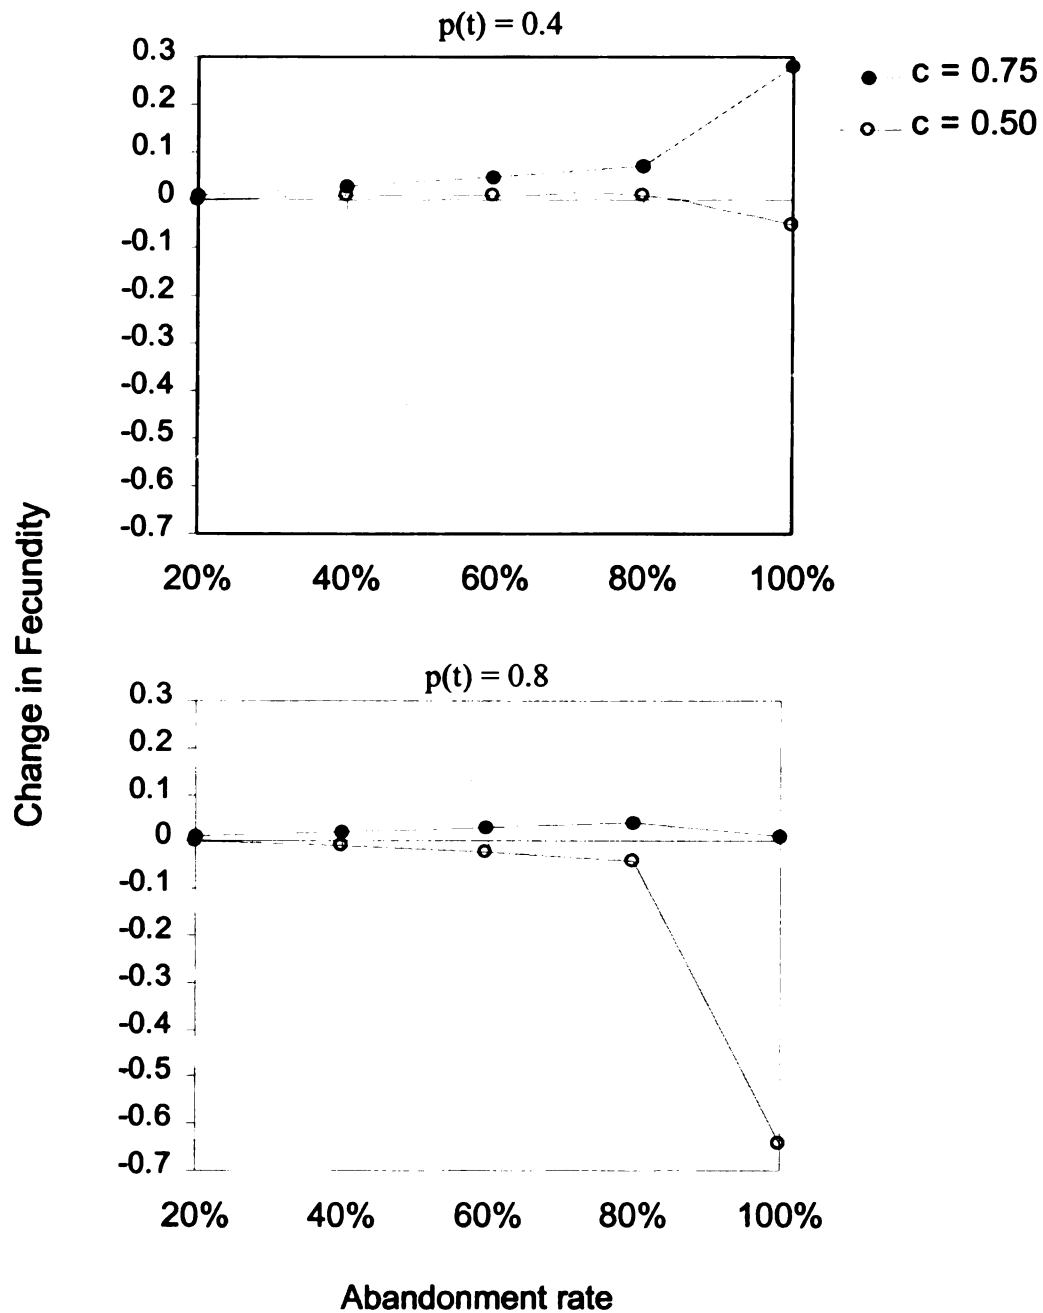 p(t) = 0.4
c = 0.75
c = 0.50
0.3
0.2
0.1
0
-0.1
-0.2
-0.3
-0.4
-0.5
-0.6
-0.7
20% 40% 60% 80% 100%
Change in Fecundity
p(t) = 0.8
0.3
0.2
0.1
0
-0.1
-0.2
-0.3
-0.4
-0.5
-0.6
-0.7
20% 40% 60% 80% 100%
Abandonment rate